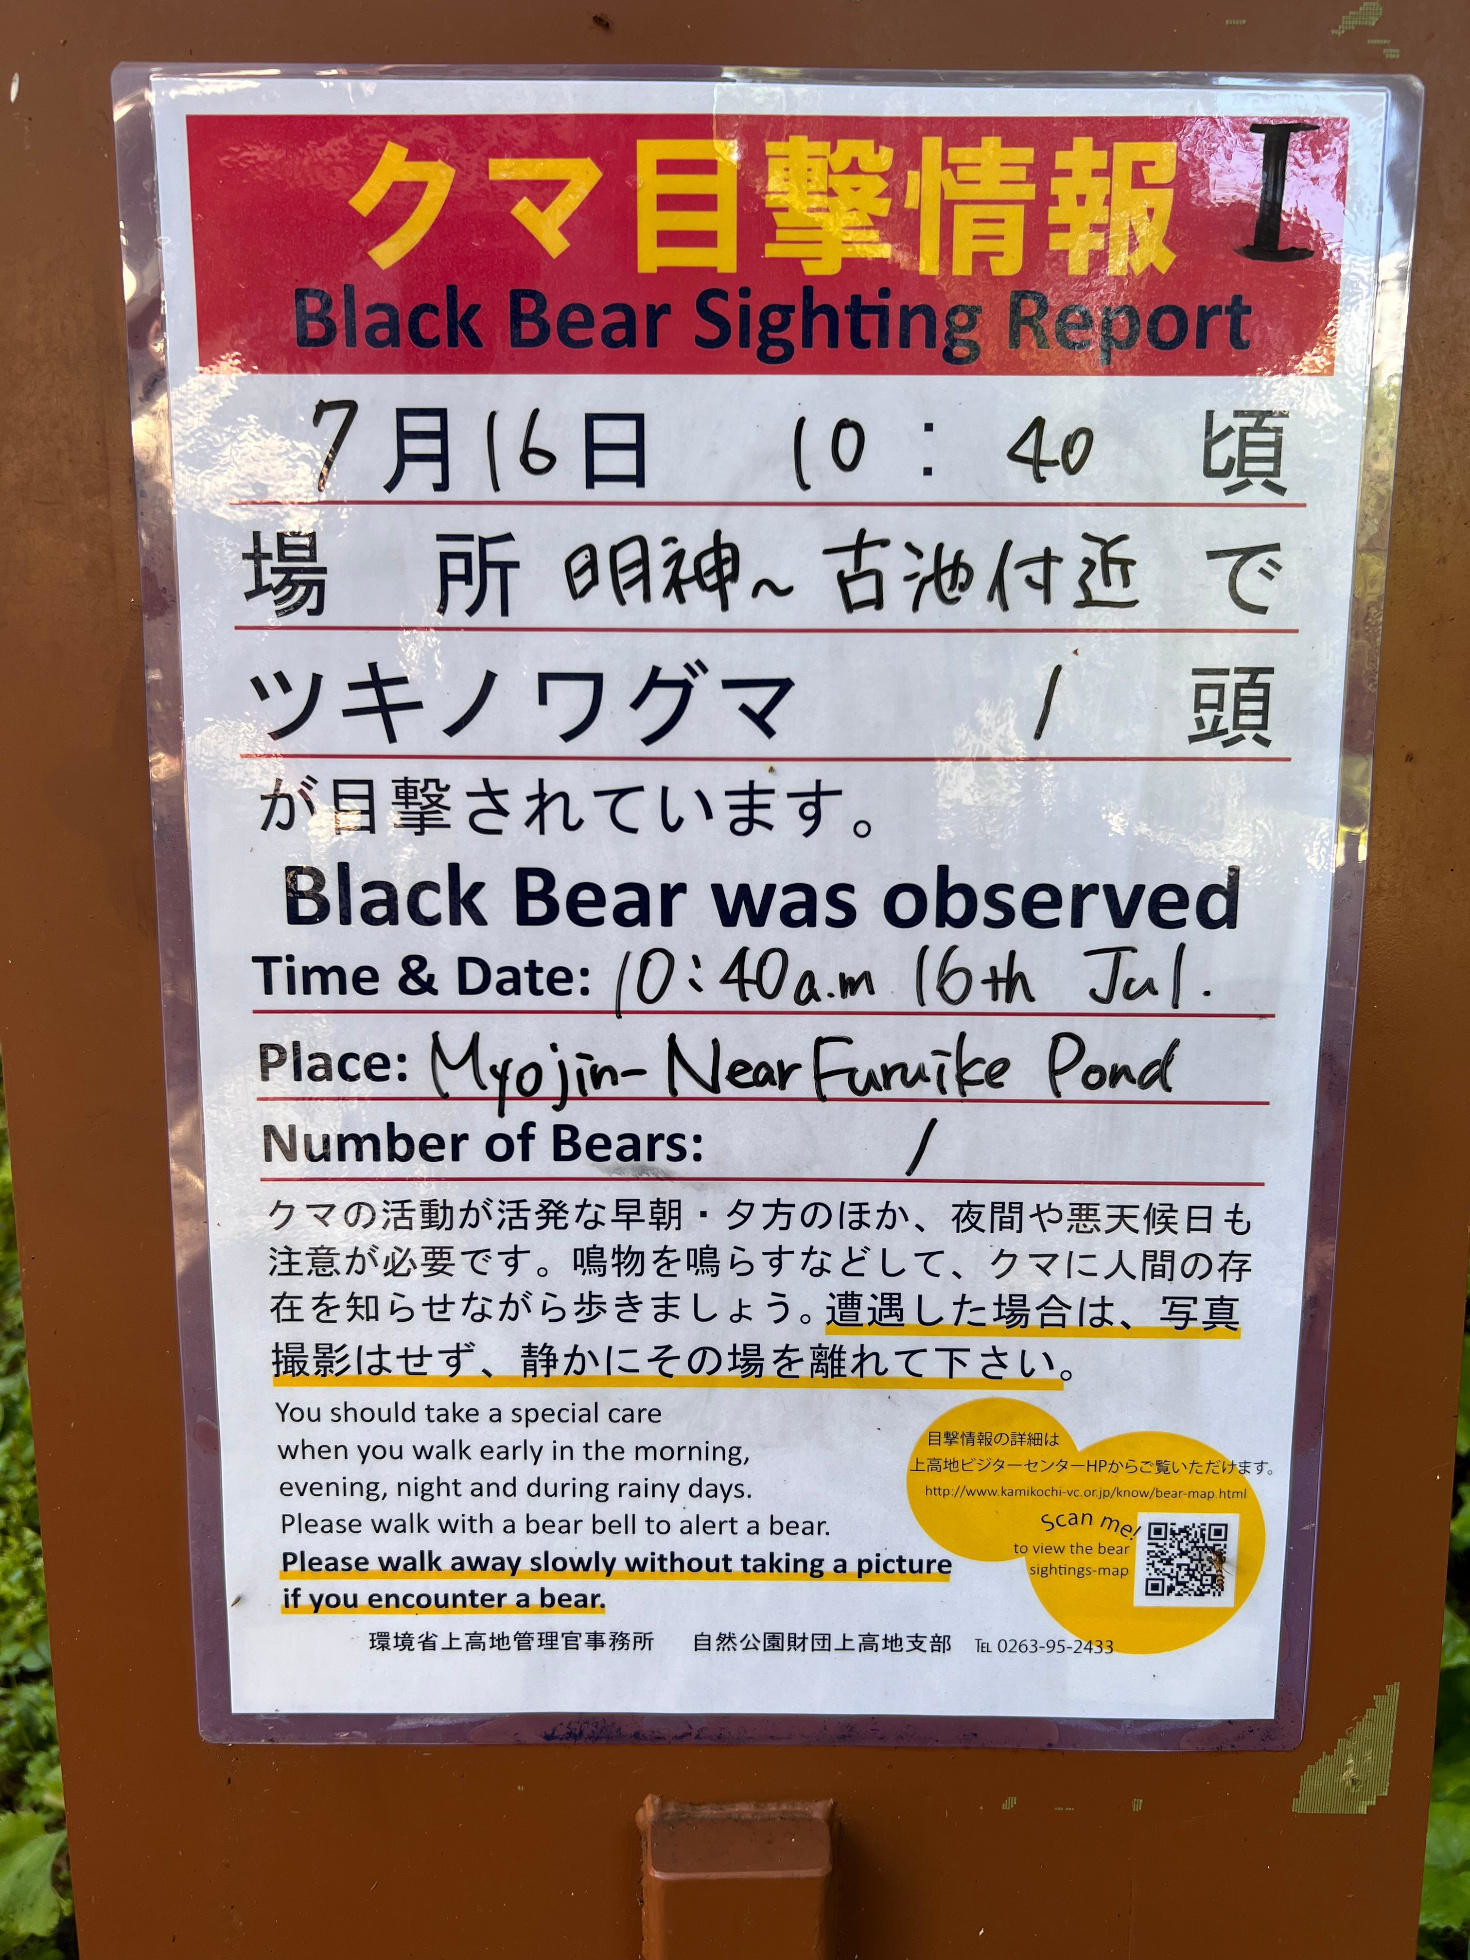 クマ目撃情報 I
Black Bear Sighting Report
7月16日 10:40頃
場所 明神~古池付近で
ツキノワグマ 1頭
が目撃されています。
Black Bear was observed
Time & Date: 10:40a.m 16th Jul.
Place: Myojin-Near Furuike Pond
Number of Bears: 1
クマの活動が活発な早朝・夕方のほか、夜間や悪天候日も
注意が必要です。鳴物を鳴らすなどして、クマに人間の存
在を知らせながら歩きましょう。遭遇した場合は、写真
撮影はせず、静かにその場を離れて下さい。
You should take a special care
when you walk early in the morning,
evening, night and during rainy days.
Please walk with a bear bell to alert a bear.
Please walk away slowly without taking a picture
if you encounter a bear.
目撃情報の詳細は
上高地ビジターセンターHPからご覧いただけます。
http://www.kamikochi-vc.or.jp/know/bear-map.html
Scan me!
to view the bear
sightings-map
環境省上高地管理官事務所 自然公園財団上高地支部 TEL 0263-95-2433